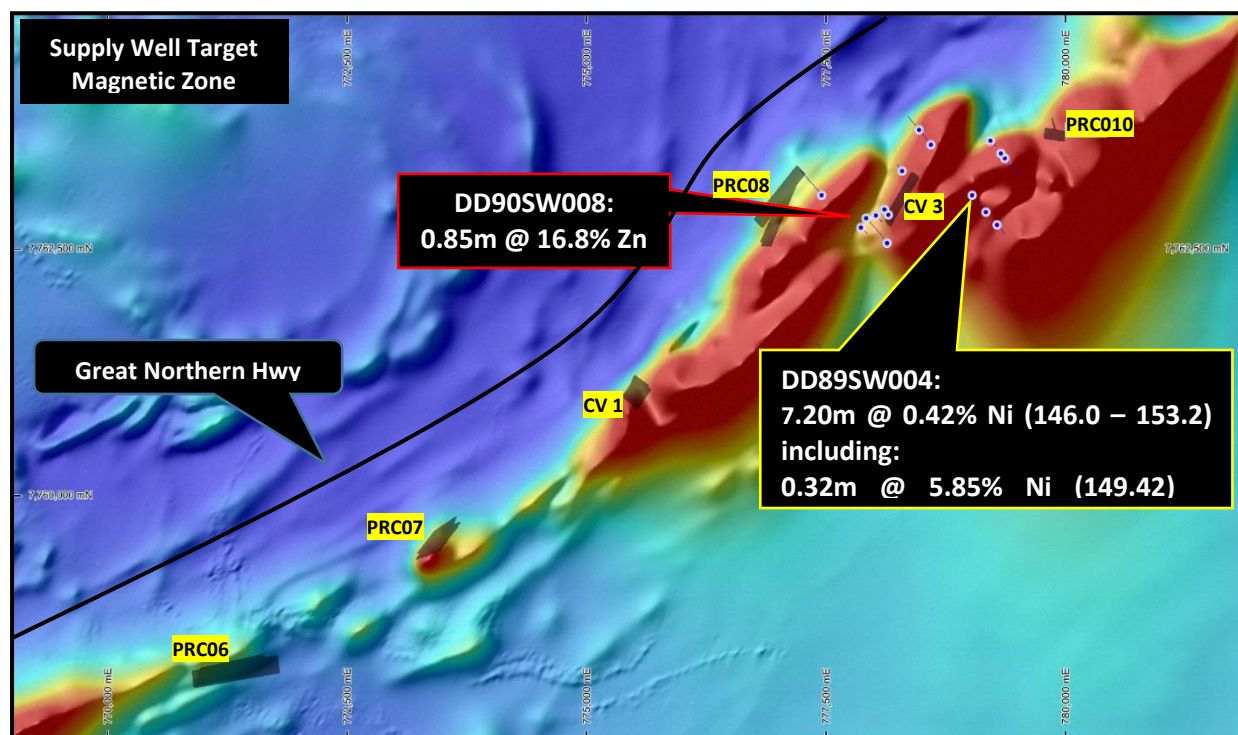 Supply Well Target
Magnetic Zone
772,500 mE
775,000 mE
777,500 mE
780,000 mE
PRC010
PRC08
DD90SW008:
0.85m @ 16.8% Zn
CV 3
7,762,500 mN
7,762,500 mN
Great Northern Hwy
CV 1
DD89SW004:
7.20m @ 0.42% Ni (146.0 – 153.2)
including:
0.32m @ 5.85% Ni (149.42)
7,760,000 mN
PRC07
PRC06
770,000 mE
772,500 mE
775,000 mE
777,500 mE
780,000 mE